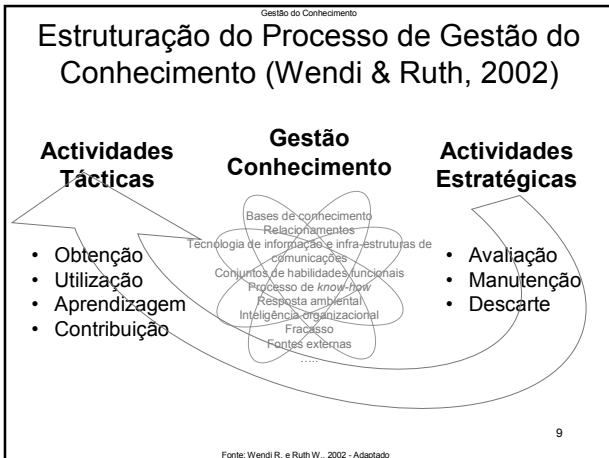 Gestão do Conhecimento
Estruturação do Processo de Gestão do
Conhecimento (Wendi & Ruth, 2002)
Actividades
Tácticas
• Obtenção
• Utilização
• Aprendizagem
• Contribuição
Gestão
Conhecimento
Bases de conhecimento
Relacionamentos
Tecnologia de informação e infra-estruturas de
comunicações
Conjuntos de habilidades funcionais
Processo de know-how
Resposta ambiental
Inteligência organizacional
Fracasso
Fontes externas
.....
Actividades
Estratégicas
• Avaliação
• Manutenção
• Descarte
9
Fonte: Wendi R. e Ruth W., 2002 - Adaptado